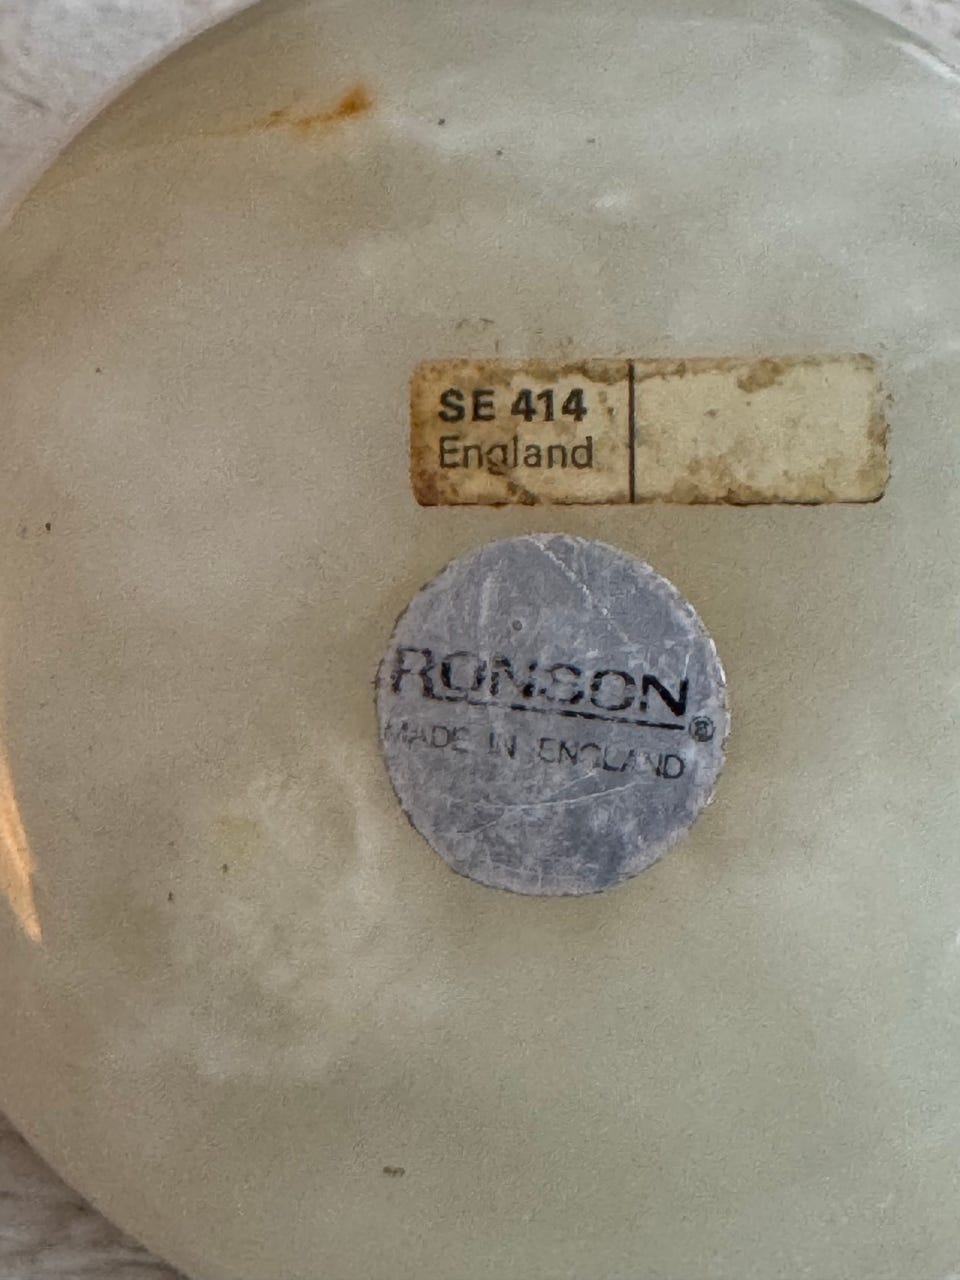 SE 414
England
RONSON
®
MADE IN ENGLAND